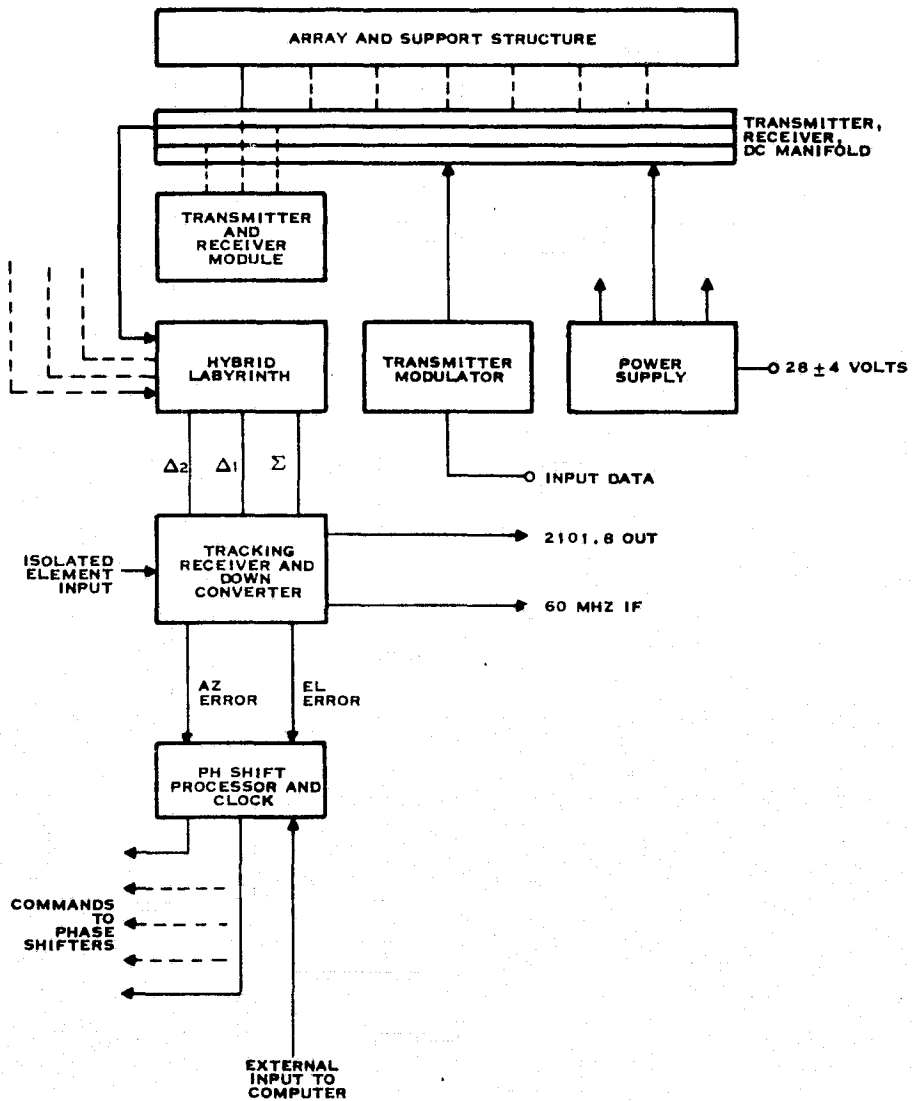 ARRAY AND SUPPORT STRUCTURE
TRANSMITTER,
RECEIVER,
DC MANIFOLD
TRANSMITTER
AND
RECEIVER
MODULE
HYBRID
LABYRINTH
TRANSMITTER
MODULATOR
POWER
SUPPLY
28 ± 4 VOLTS
Δ2
Δ1
Σ
INPUT DATA
ISOLATED
ELEMENT
INPUT
TRACKING
RECEIVER AND
DOWN
CONVERTER
2101.8 OUT
60 MHZ IF
AZ
ERROR
EL
ERROR
PH SHIFT
PROCESSOR AND
CLOCK
COMMANDS
TO
PHASE
SHIFTERS
EXTERNAL
INPUT TO
COMPUTER